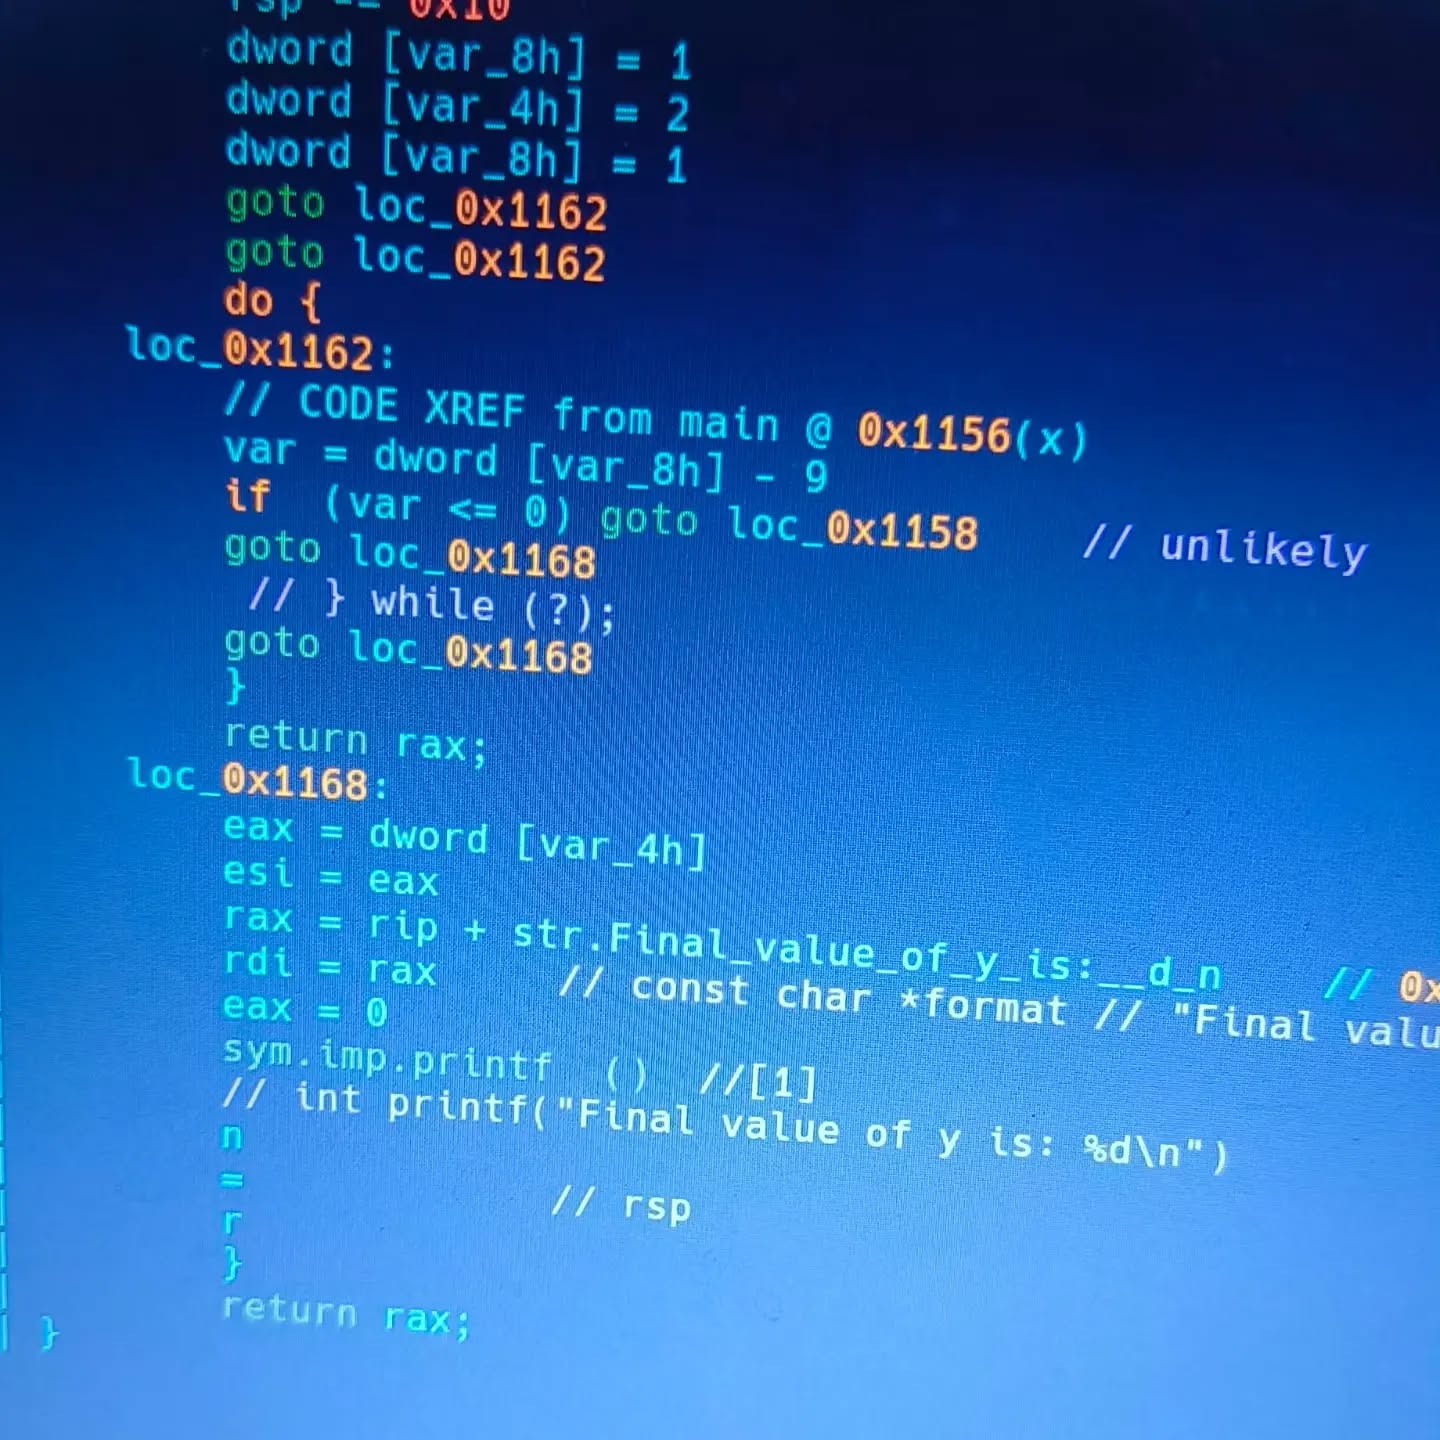 rsp -= 0x10
dword [var_8h] = 1
dword [var_4h] = 2
dword [var_8h] = 1
goto loc_0x1162
goto loc_0x1162
do {
loc_0x1162:
// CODE XREF from main @ 0x1156(x)
var = dword [var_8h] - 9
if (var <= 0) goto loc_0x1158 // unlikely
goto loc_0x1168
// } while (?);
goto loc_0x1168
}
return rax;
loc_0x1168:
eax = dword [var_4h]
esi = eax
rax = rip + str.Final_value_of_y_is:__d_n // 0x
rdi = rax // const char *format // "Final valu
eax = 0
sym.imp.printf () //[1]
// int printf("Final value of y is: %d\n")
n
=
r // rsp
}
return rax;
}